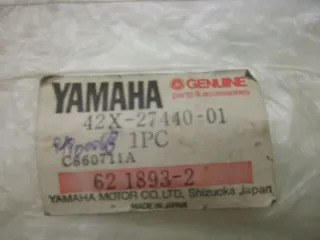 YAMAHA GENUINE
parts & accessories
42X-27440-01
1PC
C660711A
62 1893-2
YAMAHA MOTOR CO., LTD, Shizuoka Japan
MADE IN JAPAN